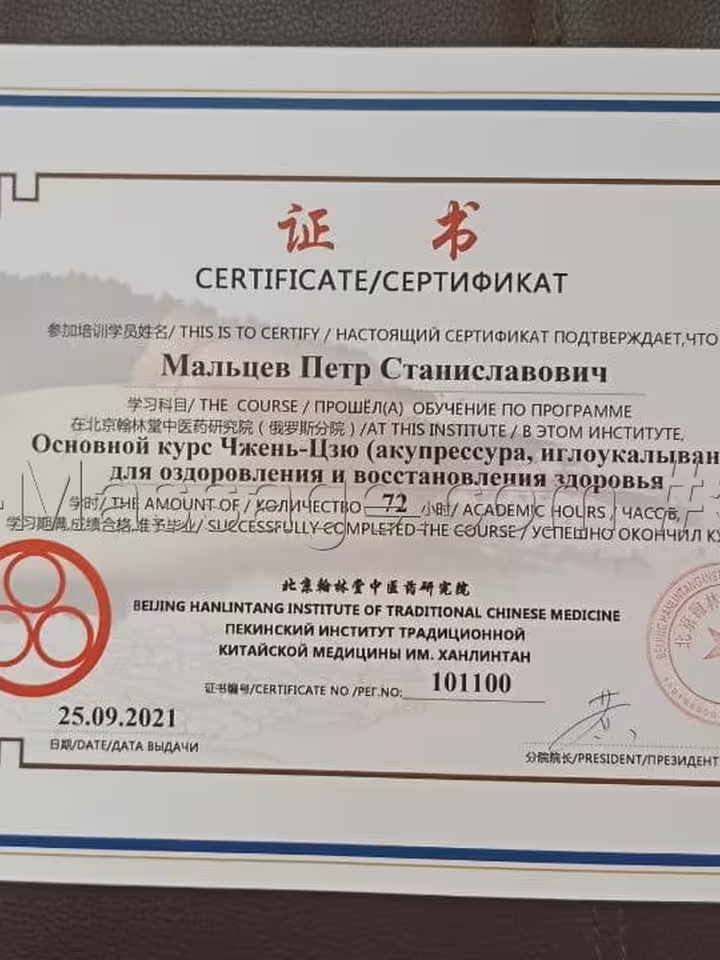 证 书
CERTIFICATE/СЕРТИФИКАТ
参加培训学员姓名/ THIS IS TO CERTIFY / НАСТОЯЩИЙ СЕРТИФИКАТ ПОДТВЕРЖДАЕТ,ЧТО
Мальцев Петр Станиславович
学习科目/ THE COURSE / ПРОШЁЛ(А) ОБУЧЕНИЕ ПО ПРОГРАММЕ
在北京翰林堂中医药研究院（俄罗斯分院）/AT THIS INSTITUTE / В ЭТОМ ИНСТИТУТЕ,
Основной курс Чжень-Цзю (акупрессура, иглоукалыван
для оздоровления и восстановления здоровья
学时/ THE AMOUNT OF / КОЛИЧЕСТВО 72 小时/ ACADEMIC HOURS / ЧАСОВ,
学习期满,成绩合格,准予毕业/ SUCCESSFULLY COMPLETED THE COURSE / УСПЕШНО ОКОНЧИЛ КУ
北京翰林堂中医药研究院
BEIJING HANLINTANG INSTITUTE OF TRADITIONAL CHINESE MEDICINE
ПЕКИНСКИЙ ИНСТИТУТ ТРАДИЦИОННОЙ
КИТАЙСКОЙ МЕДИЦИНЫ ИМ. ХАНЛИНТАН
证书编号/CERTIFICATE NO /РЕГ.NO: 101100
25.09.2021
日期/DATE/ДАТА ВЫДАЧИ
分院院长/PRESIDENT/ПРЕЗИДЕНТ